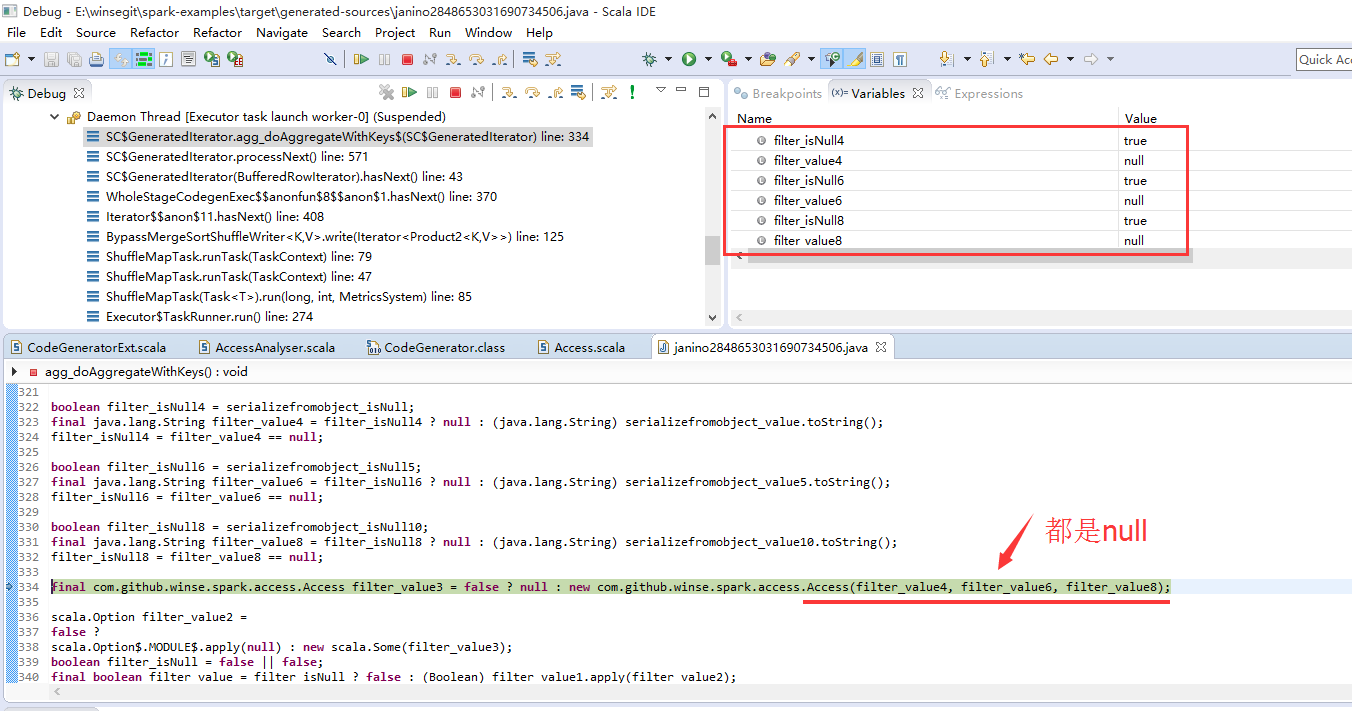 Debug - E:\winsegit\spark-examples\target\generated-sources\janino2848653031690734506.java - Scala IDE
File Edit Source Refactor Refactor Navigate Search Project Run Window Help
Quick Acc
Debug
Daemon Thread [Executor task launch worker-0] (Suspended)
SC$GeneratedIterator.agg_doAggregateWithKeys$(SC$GeneratedIterator) line: 334
SC$GeneratedIterator.processNext() line: 571
SC$GeneratedIterator(BufferedRowIterator).hasNext() line: 43
WholeStageCodegenExec$$anonfun$8$$anon$1.hasNext() line: 370
Iterator$$anon$11.hasNext() line: 408
BypassMergeSortShuffleWriter<K,V>.write(Iterator<Product2<K,V>>) line: 125
ShuffleMapTask.runTask(TaskContext) line: 79
ShuffleMapTask.runTask(TaskContext) line: 47
ShuffleMapTask(Task<T>).run(long, int, MetricsSystem) line: 85
Executor$TaskRunner.run() line: 274
Breakpoints (x)= Variables Expressions
Name Value
filter_isNull4 true
filter_value4 null
filter_isNull6 true
filter_value6 null
filter_isNull8 true
filter_value8 null
CodeGeneratorExt.scala AccessAnalyser.scala CodeGenerator.class Access.scala janino2848653031690734506.java
agg_doAggregateWithKeys() : void
321
322 boolean filter_isNull4 = serializefromobject_isNull;
323 final java.lang.String filter_value4 = filter_isNull4 ? null : (java.lang.String) serializefromobject_value.toString();
324 filter_isNull4 = filter_value4 == null;
325
326 boolean filter_isNull6 = serializefromobject_isNull5;
327 final java.lang.String filter_value6 = filter_isNull6 ? null : (java.lang.String) serializefromobject_value5.toString();
328 filter_isNull6 = filter_value6 == null;
329
330 boolean filter_isNull8 = serializefromobject_isNull10;
331 final java.lang.String filter_value8 = filter_isNull8 ? null : (java.lang.String) serializefromobject_value10.toString();
332 filter_isNull8 = filter_value8 == null;
都是null
333
334 final com.github.winse.spark.access.Access filter_value3 = false ? null : new com.github.winse.spark.access.Access(filter_value4, filter_value6, filter_value8);
335
336 scala.Option filter_value2 =
337 false ?
338 scala.Option$.MODULE$.apply(null) : new scala.Some(filter_value3);
339 boolean filter_isNull = false || false;
340 final boolean filter_value = filter_isNull ? false : (Boolean) filter_value1.apply(filter_value2);